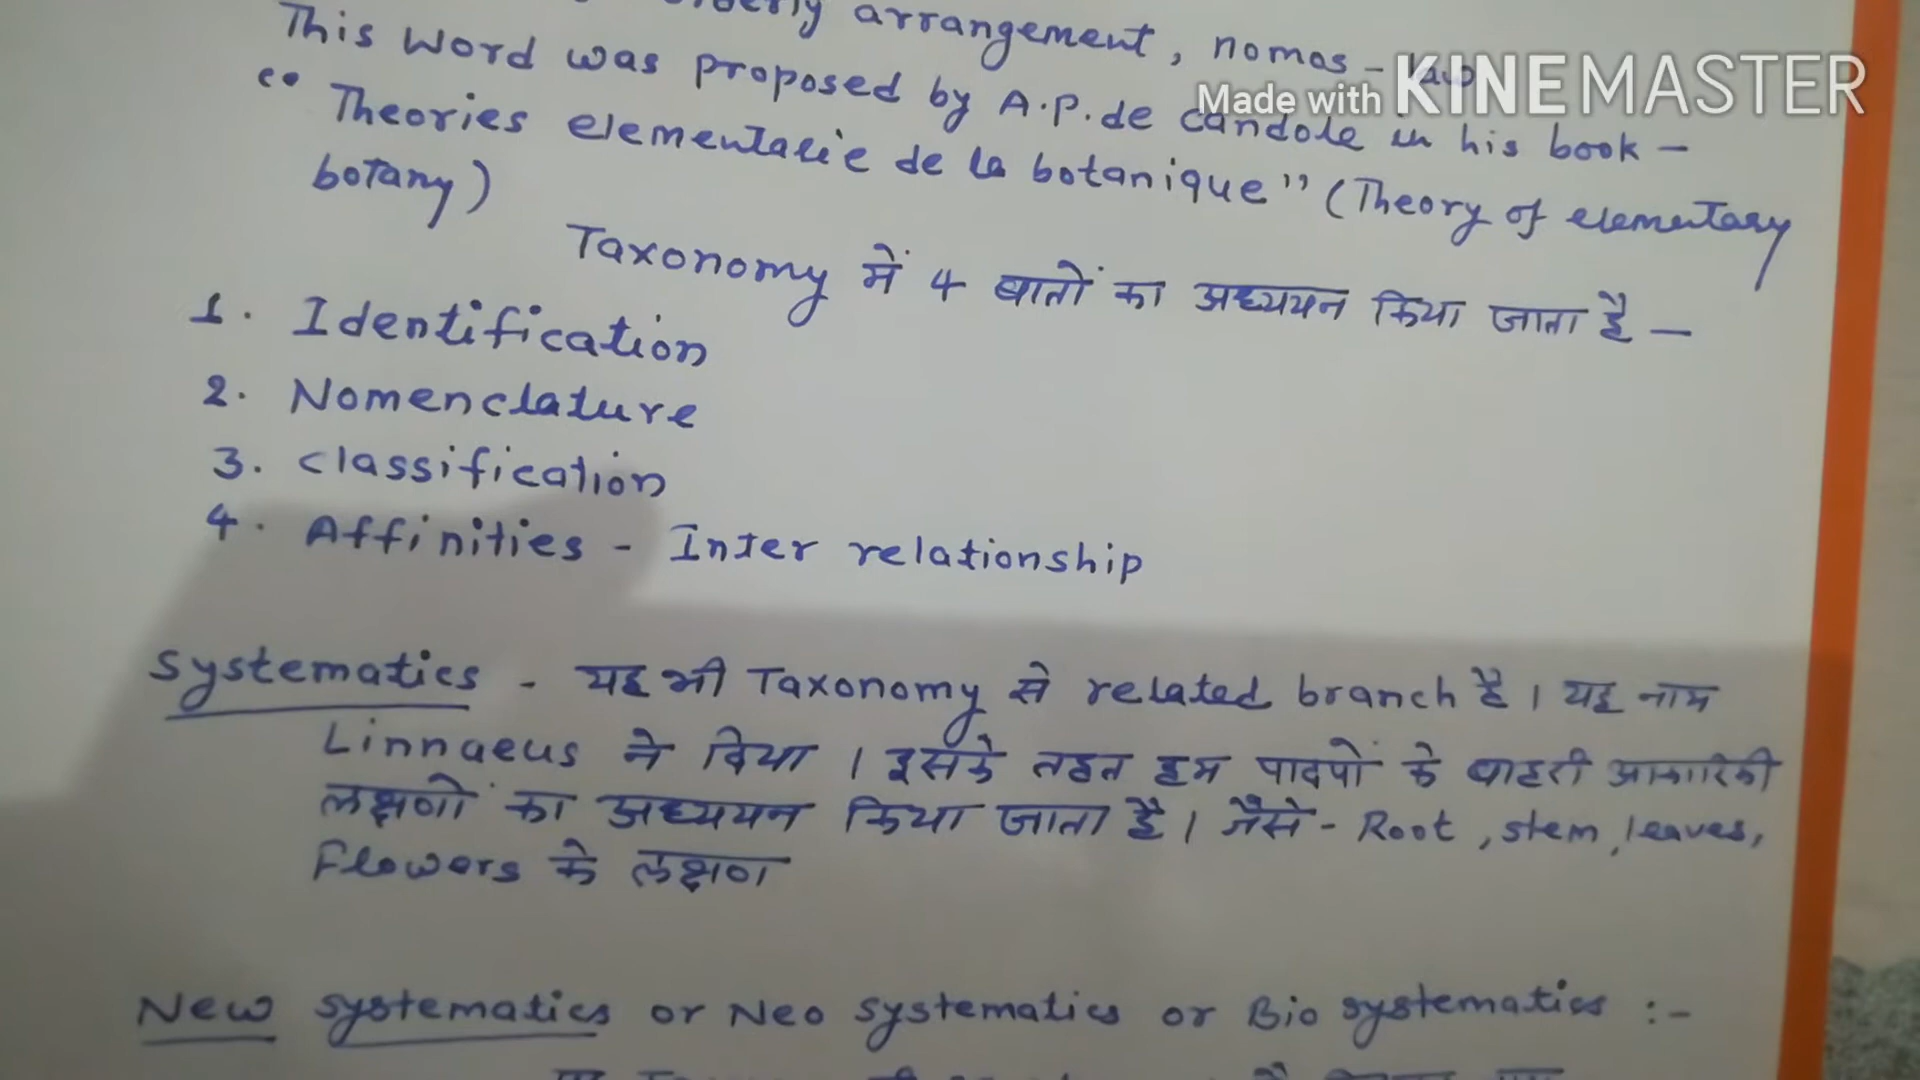 arrangement, nomos -
This Word was proposed by A.P. de candole in his book -
“ Theories elementarie de la botanique” (Theory of elementary
botany)
Taxonomy में 4 बातों का अध्ययन किया जाता है -
1. Identification
2. Nomenclature
3. Classification
4. Affinities - Inter relationship
Systematics - यह भी Taxonomy से related branch है। यह नाम
Linnaeus ने दिया । इसके तहत हम पादपों के बाहरी आकारिकी
लक्षणों का अध्ययन किया जाता है। जैसे - Root, stem, leaves,
Flowers के लक्षण
New systematics or Neo systematics or Bio systematics :-
Made with KINEMASTER